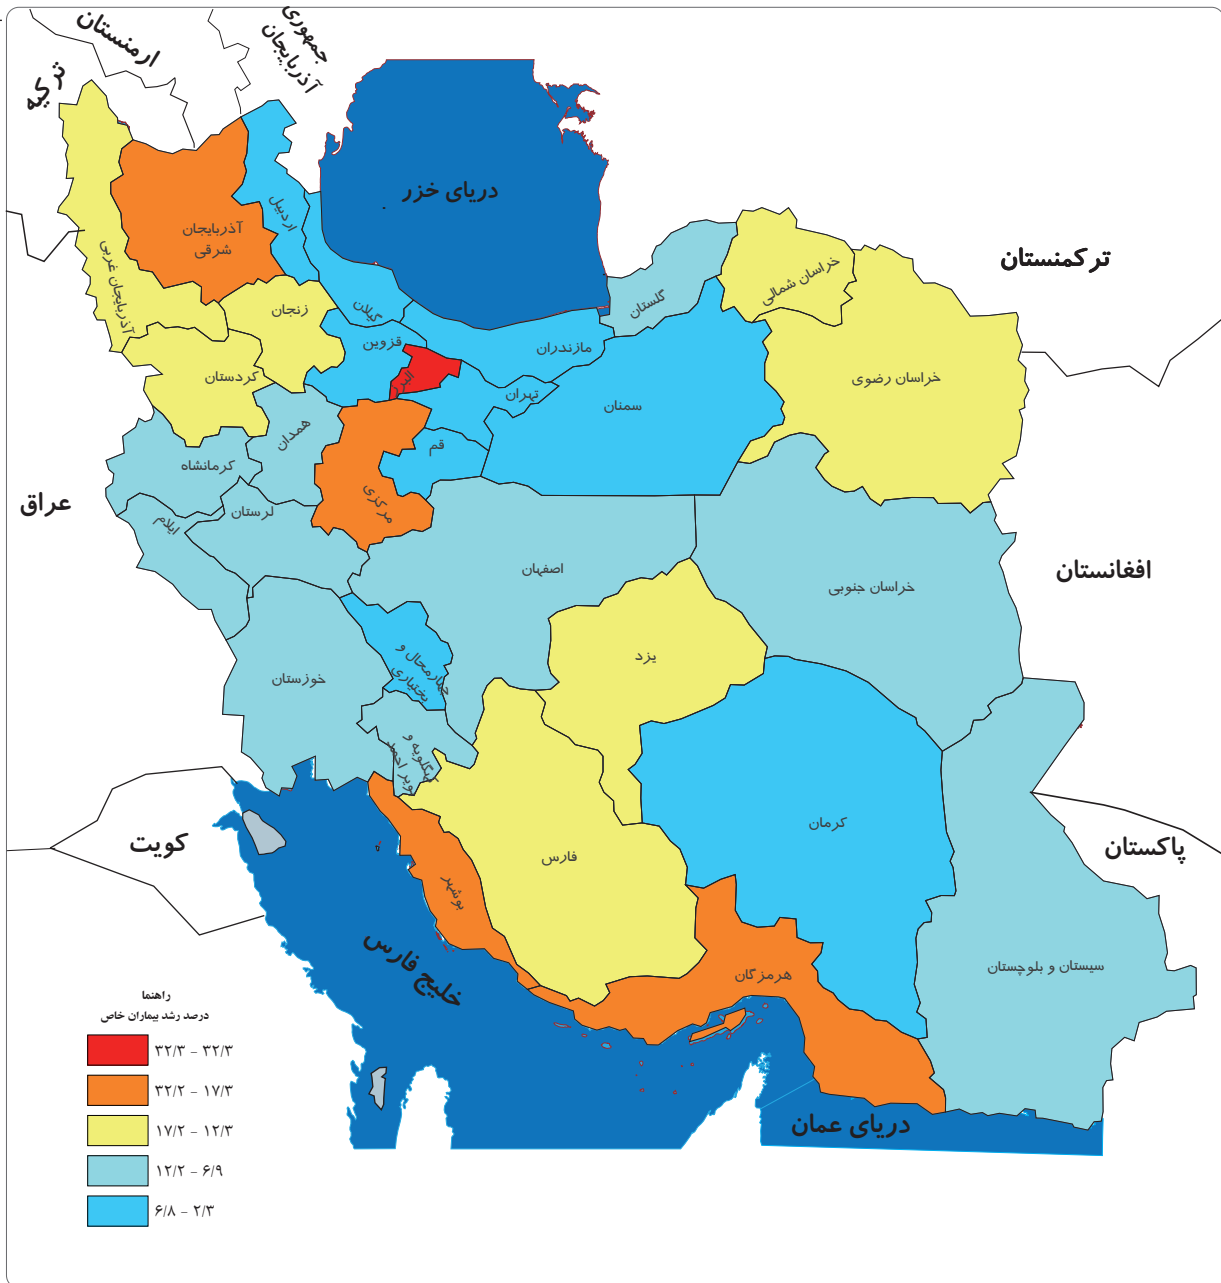 ارمنستان
جمهوری
آذربایجان
ترکیه
دریای خزر
اردبیل
آذربایجان
شرقی
آذربایجان غربی
ترکمنستان
خراسان شمالی
گلستان
گیلان
زنجان
مازندران
قزوین
البرز
تهران
کردستان
خراسان رضوی
سمنان
همدان
قم
کرمانشاه
مرکزی
عراق
لرستان
ایلام
اصفهان
افغانستان
خراسان جنوبی
یزد
چهارمحال و
بختیاری
خوزستان
کهگلویه و
بویر احمد
کرمان
کویت
پاکستان
فارس
بوشهر
خلیج فارس
هرمزگان
سیستان و بلوچستان
دریای عمان
راهنما
درصد رشد بیماران خاص
۳۲/۳ - ۳۲/۳
۳۲/۲ - ۱۷/۳
۱۷/۲ - ۱۲/۳
۱۲/۲ - ۶/۹
۶/۸ - ۲/۳